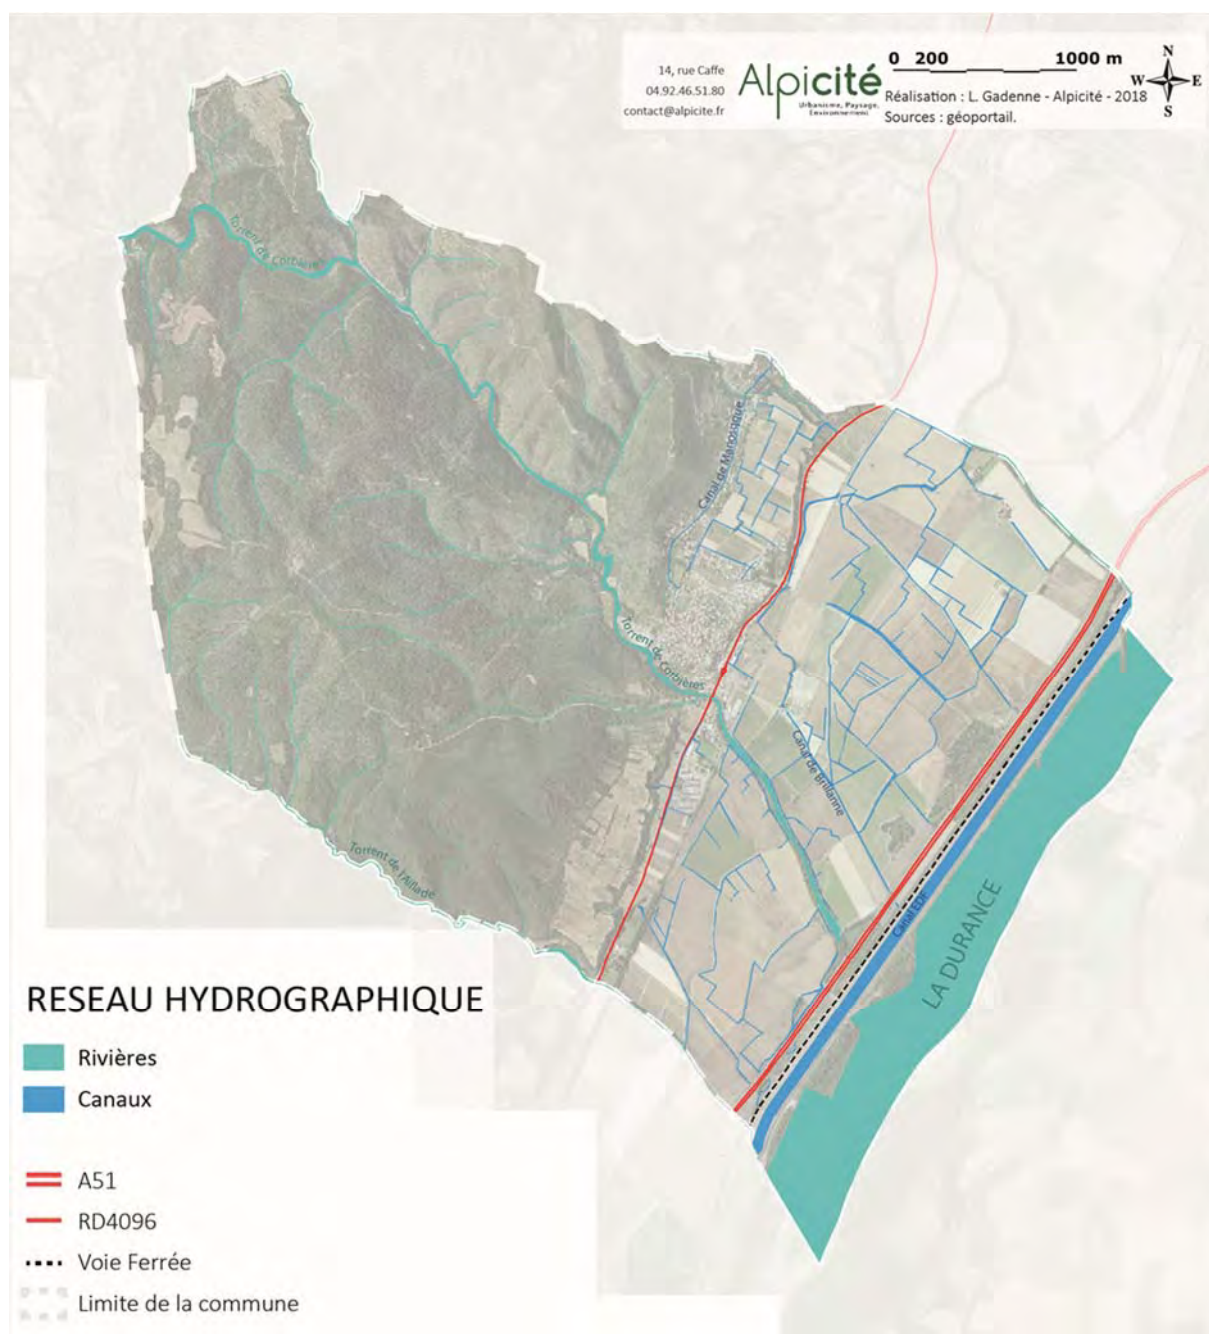 14, rue Caffe
04.92.46.51.80
contact@alpicite.fr
Alpicité
Urbanisme, Paysage,
Environnement
0 200 1000 m
Réalisation : L. Gadenne - Alpicité - 2018
Sources : géoportail.
N
W E
S
Torrent de Corbières
Canal de Manosque
Torrent de Corbières
Canal de Brillanne
Torrent de l'Aillade
Canal EDF
LA DURANCE
RESEAU HYDROGRAPHIQUE
Rivières
Canaux
A51
RD4096
Voie Ferrée
Limite de la commune